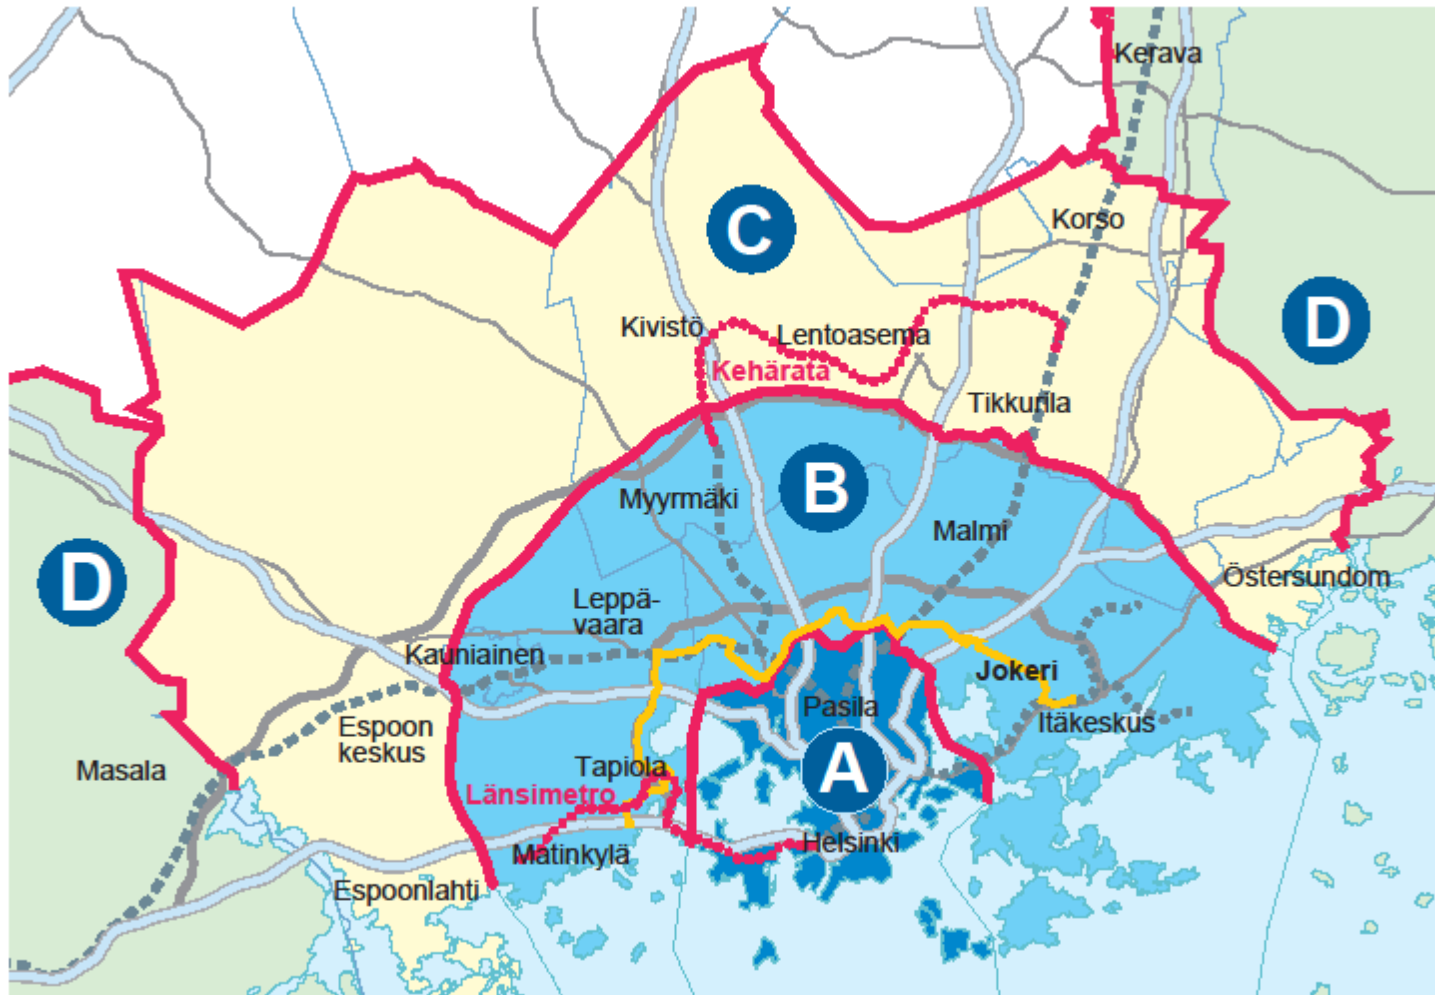 Kerava
C
Korso
D
Kivistö
Lentoasema
Kehärata
Tikkurila
B
Myyrmäki
Malmi
D
Östersundom
Leppä-
vaara
Kauniainen
Jokeri
Pasila
Itäkeskus
Espoon
keskus
Masala
Tapiola
A
Länsimetro
Helsinki
Matinkylä
Espoonlahti